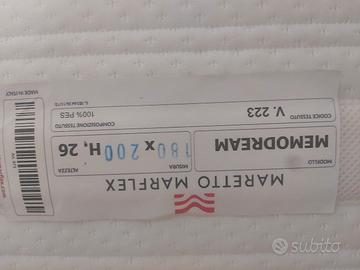 MARETTO MARFLEX
MODELLO
MEMODREAM
MISURA
180 x 200
ALTEZZA
H, 26
CODICE TESSUTO
V. 223
COMPOSIZIONE TESSUTO
100% PES
MADE IN ITALY
subito